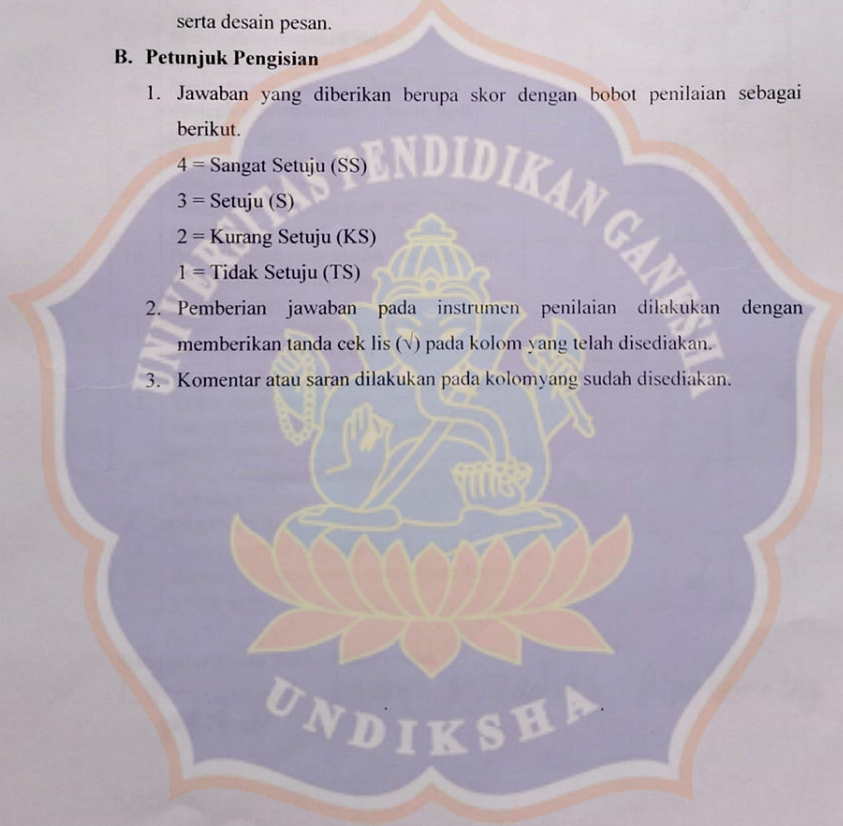 serta desain pesan.
B. Petunjuk Pengisian
1. Jawaban yang diberikan berupa skor dengan bobot penilaian sebagai
berikut.
4 = Sangat Setuju (SS)
3 = Setuju (S)
2 = Kurang Setuju (KS)
1 = Tidak Setuju (TS)
2. Pemberian jawaban pada instrumen penilaian dilakukan dengan
memberikan tanda cek lis (√) pada kolom yang telah disediakan.
3. Komentar atau saran dilakukan pada kolomyang sudah disediakan.
UNIVERSITAS PENDIDIKAN GANESHA
UNDIKSHA